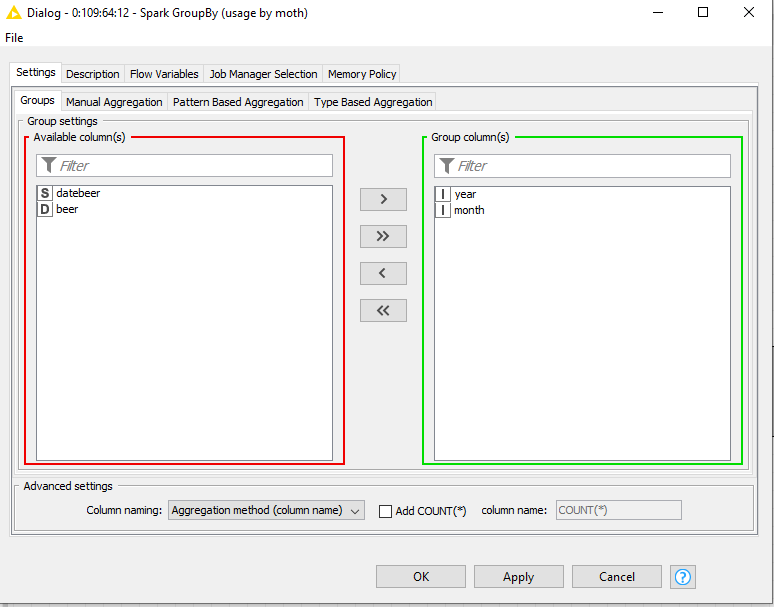 Dialog - 0:109:64:12 - Spark GroupBy (usage by moth)
File
Settings Description Flow Variables Job Manager Selection Memory Policy
Groups Manual Aggregation Pattern Based Aggregation Type Based Aggregation
Group settings
Available column(s)
Filter
S datebeer
D beer
>
>>
<
<<
Group column(s)
Filter
I year
I month
Advanced settings
Column naming: Aggregation method (column name) Add COUNT(*) column name: COUNT(*)
OK Apply Cancel ?